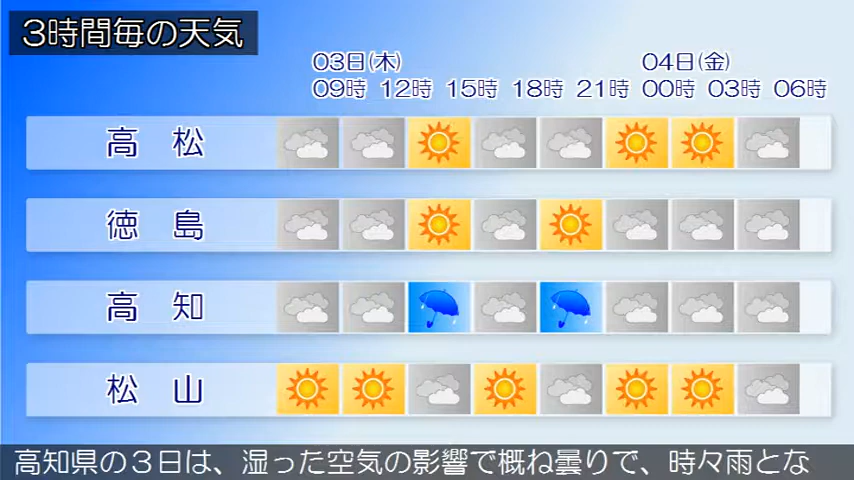 3時間毎の天気
03日(木) 04日(金)
09時 12時 15時 18時 21時 00時 03時 06時
高松
徳島
高知
松山
高知県の３日は、湿った空気の影響で概ね曇りで、時々雨とな